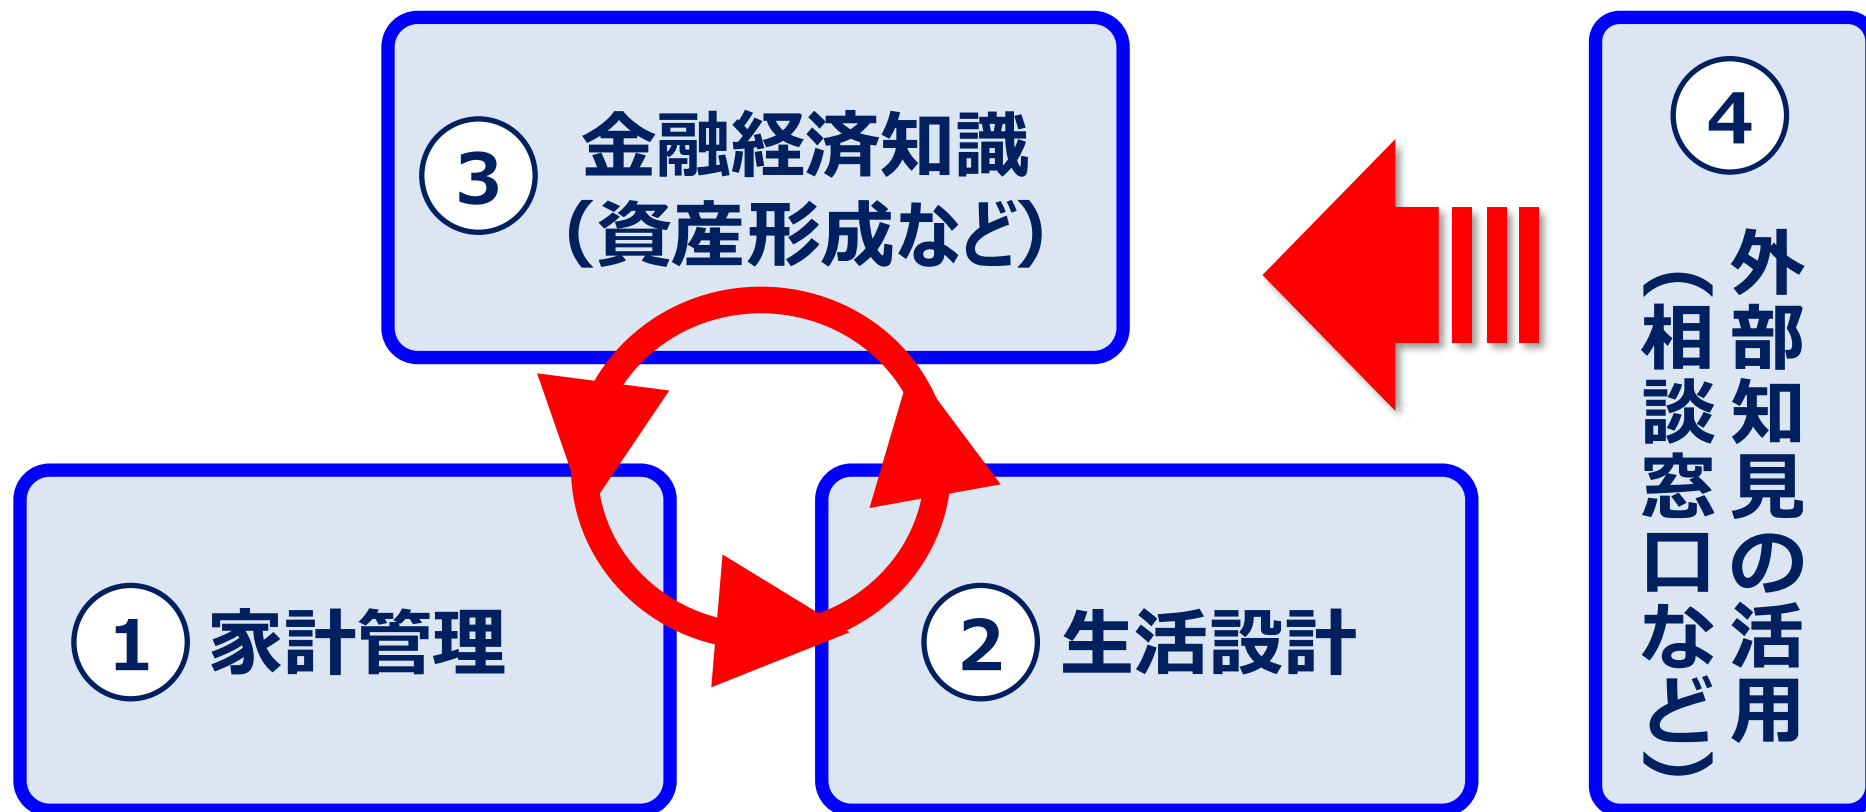 ③ 金融経済知識
（資産形成など）
① 家計管理
② 生活設計
④
外部知見の活用
（相談窓口など）